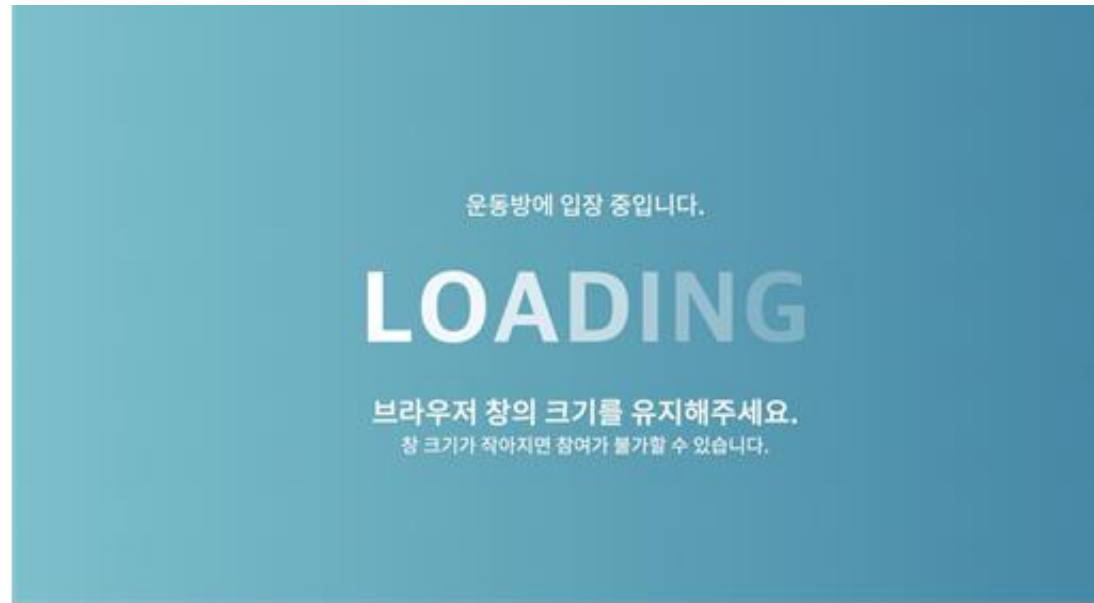 운동방에 입장 중입니다.
LOADING
브라우저 창의 크기를 유지해주세요.
창 크기가 작아지면 참여가 불가할 수 있습니다.